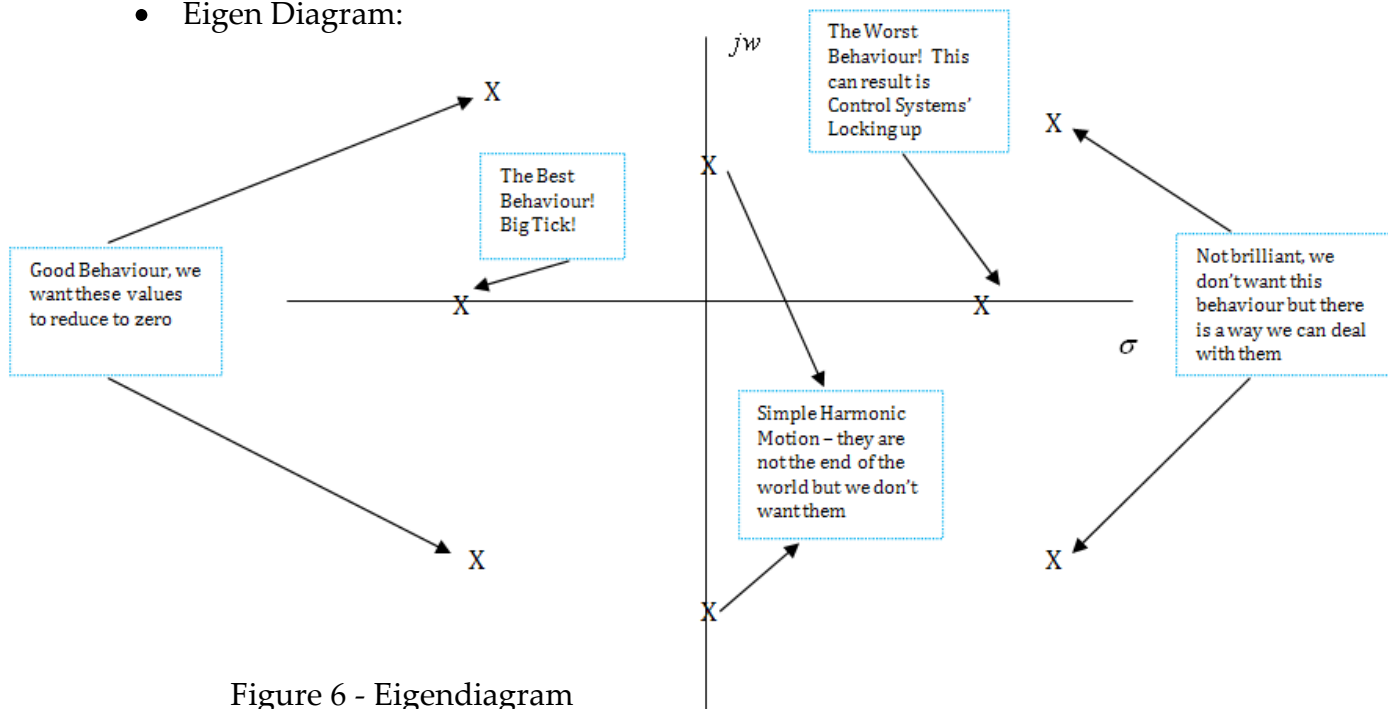 • Eigen Diagram:
jw
The Worst
Behaviour! This
can result is
Control Systems'
Locking up
X
X
X
The Best
Behaviour!
Big Tick!
Good Behaviour, we
want these values
to reduce to zero
Not brilliant, we
don't want this
behaviour but there
is a way we can deal
with them
X
X
σ
Simple Harmonic
Motion – they are
not the end of the
world but we don't
want them
X
X
X
Figure 6 - Eigendiagram